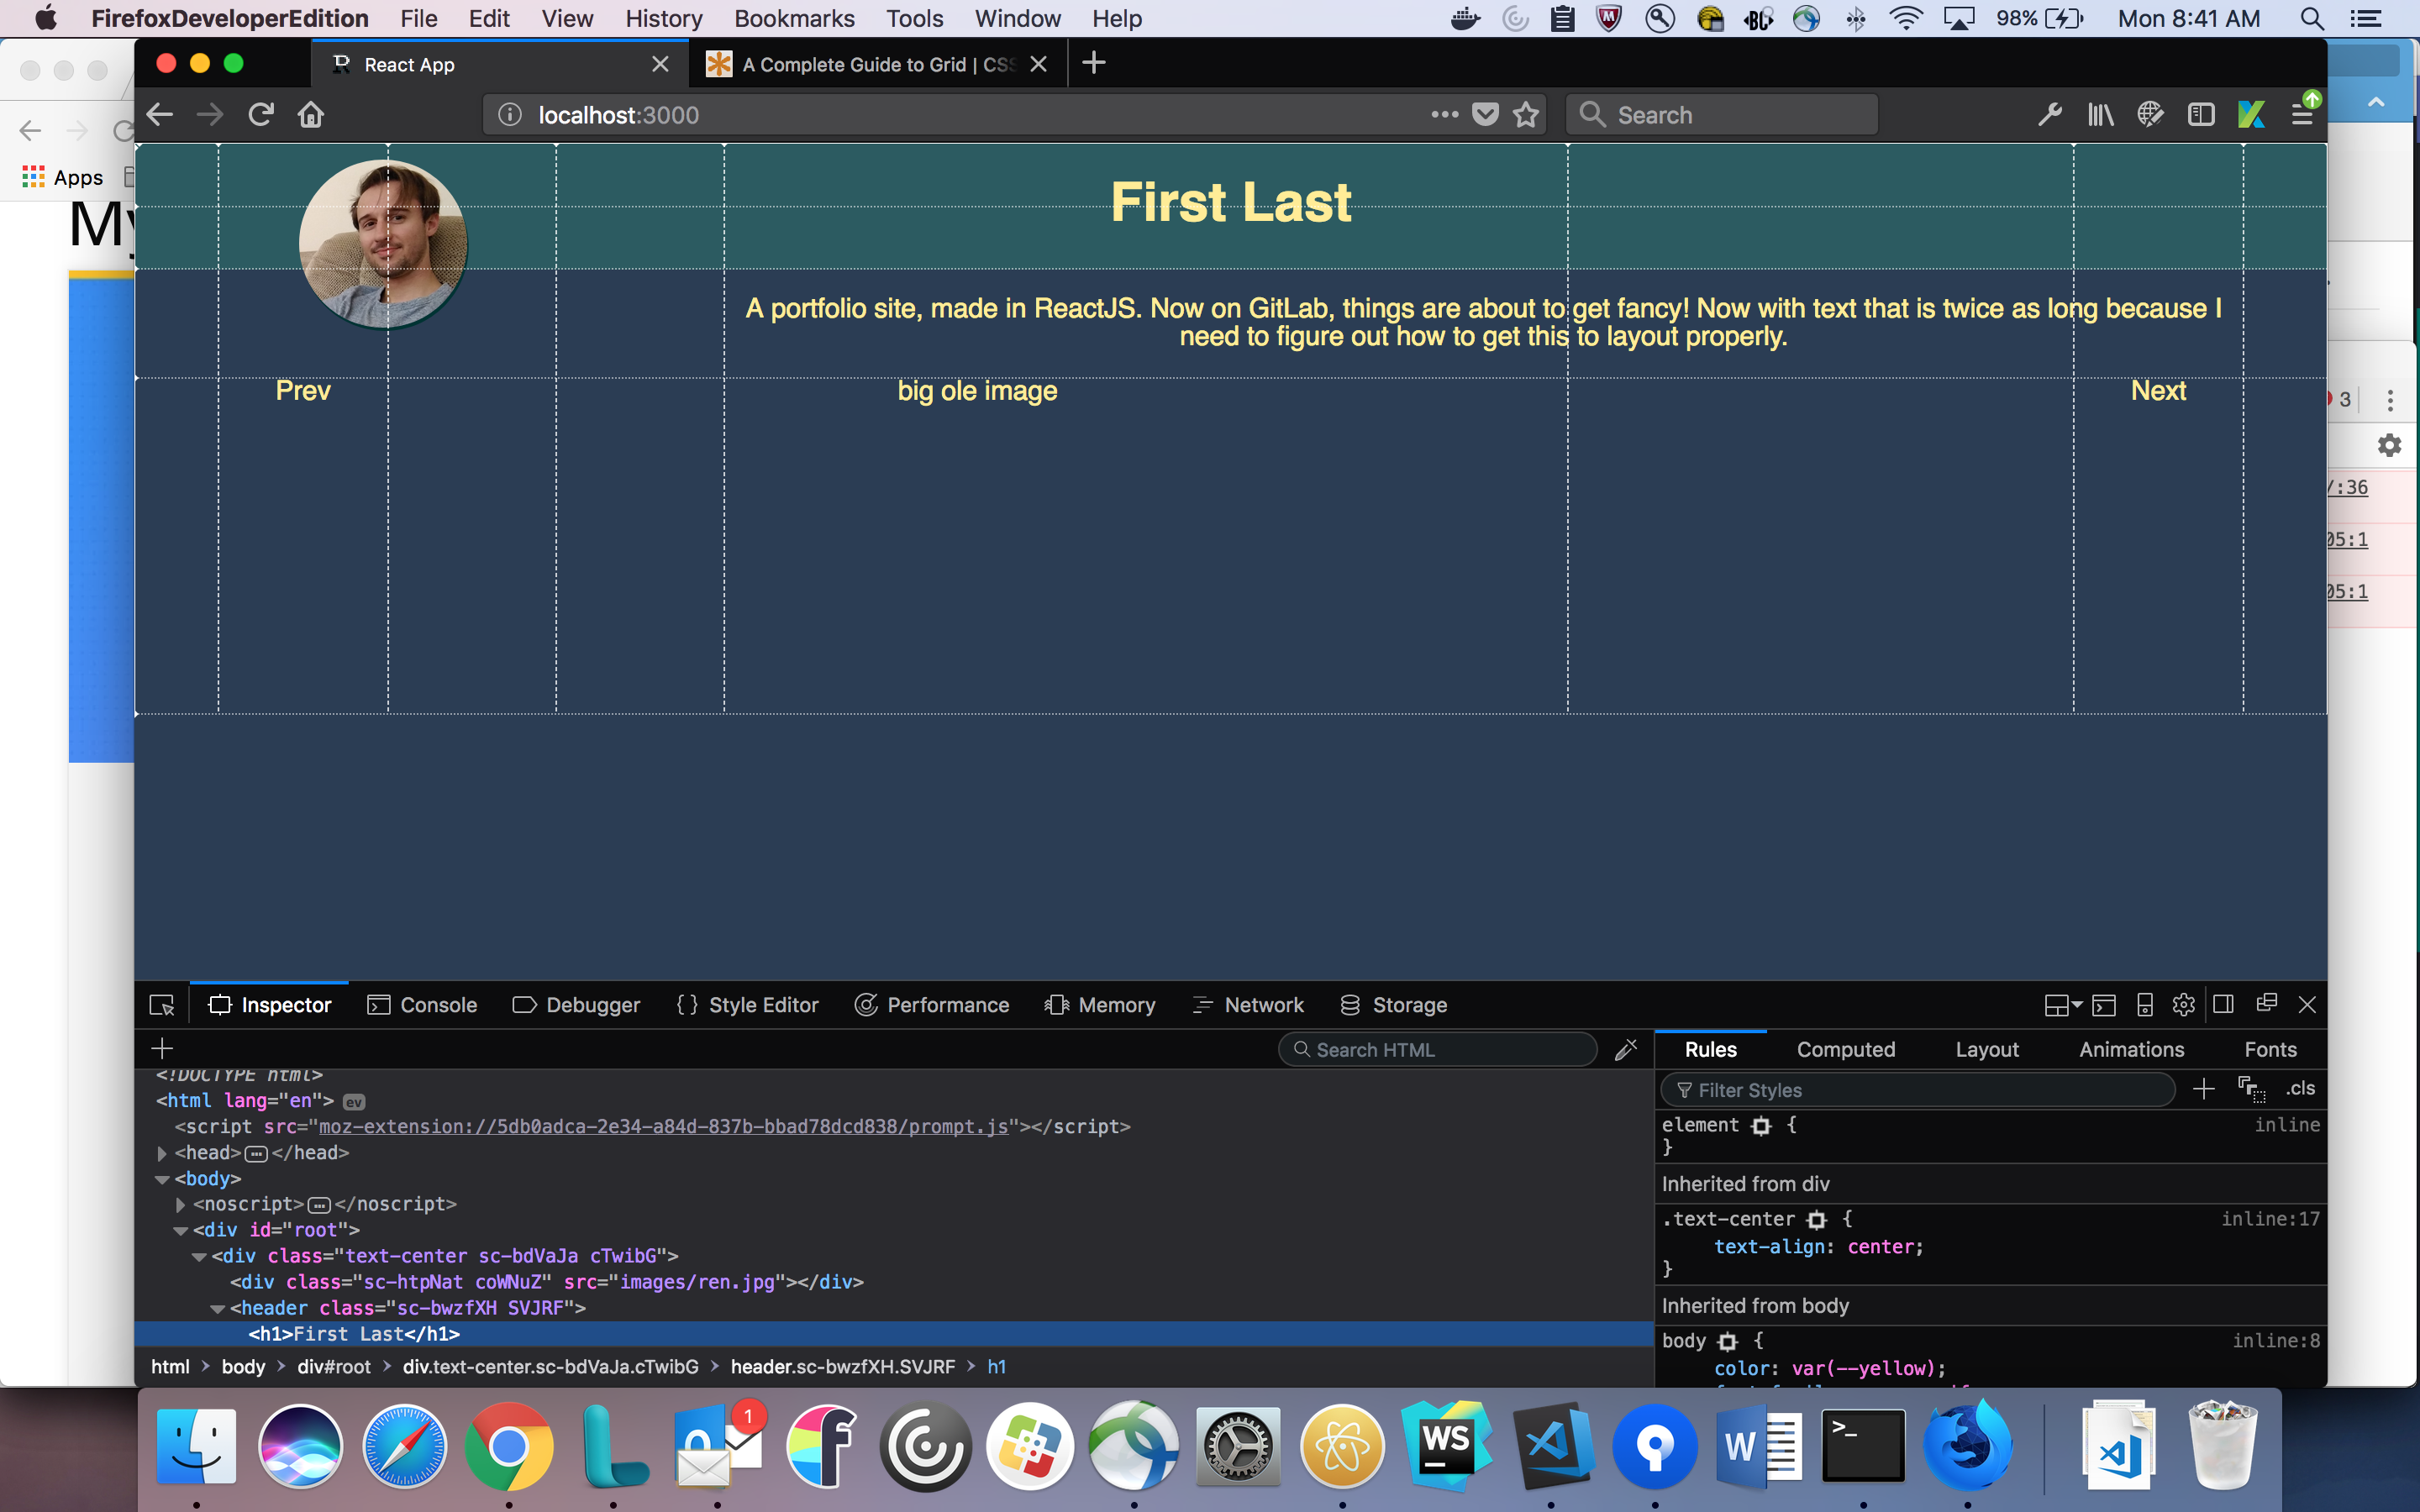 FirefoxDeveloperEdition File Edit View History Bookmarks Tools Window Help 98% Mon 8:41 AM
React App
A Complete Guide to Grid | CSS
localhost:3000
Search
Apps
My
First Last
A portfolio site, made in ReactJS. Now on GitLab, things are about to get fancy! Now with text that is twice as long because I
need to figure out how to get this to layout properly.
Prev
big ole image
Next
3
/:36
05:1
05:1
Inspector Console Debugger { } Style Editor Performance Memory Network Storage
Search HTML
Rules Computed Layout Animations Fonts
<!DOCTYPE html>
<html lang="en"> ev
<script src="moz-extension://5db0adca-2e34-a84d-837b-bbad78dcd838/prompt.js"></script>
<head>…</head>
<body>
<noscript>…</noscript>
<div id="root">
<div class="text-center sc-bdVaJa cTwibG">
<div class="sc-htpNat coWNuZ" src="images/ren.jpg"></div>
<header class="sc-bwzfXH SVJRF">
<h1>First Last</h1>
html > body > div#root > div.text-center.sc-bdVaJa.cTwibG > header.sc-bwzfXH.SVJRF > h1
Filter Styles + .cls
element { inline
}
Inherited from div
.text-center { inline:17
text-align: center;
}
Inherited from body
body { inline:8
color: var(--yellow);
1
WS
W
>_